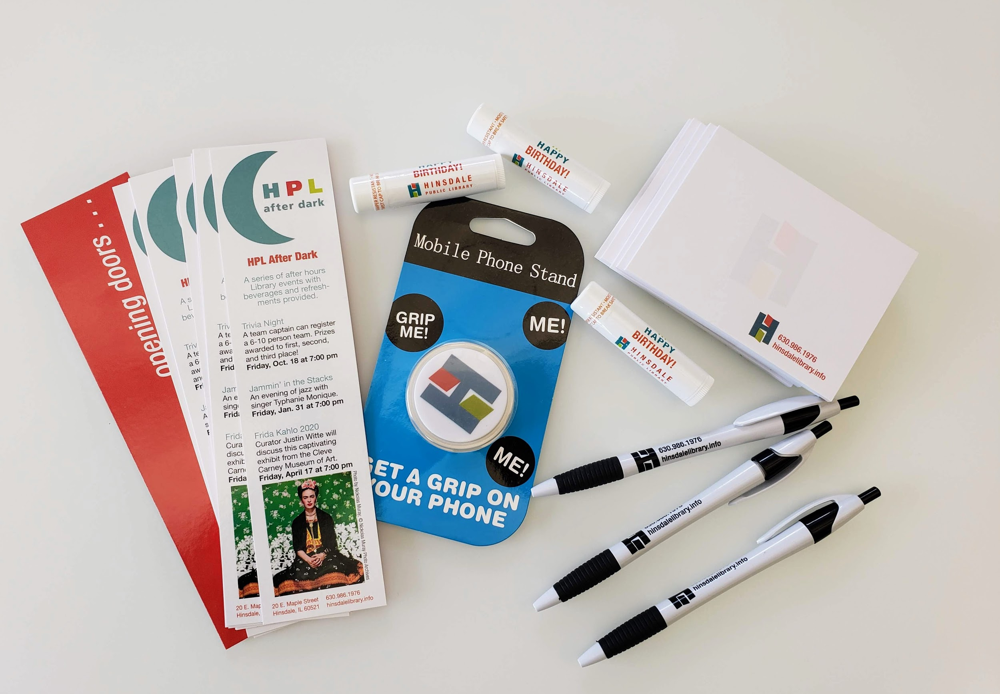 opening doors . . .
HPL
after dark
HPL After Dark
A series of after hours
Library events with
beverages and refresh-
ments provided.
Trivia Night
A team captain can register
a 6-10 person team. Prizes
awarded to first, second,
and third place!
Friday, Oct. 18 at 7:00 pm
Jammin' in the Stacks
An evening of jazz with
singer Typhanie Monique.
Friday, Jan. 31 at 7:00 pm
Frida Kahlo 2020
Curator Justin Witte will
discuss this captivating
exhibit from the Cleve
Carney Museum of Art.
Friday, April 17 at 7:00 pm
Photo by Nickolas Muray; © Nickolas Muray Photo Archives
20 E. Maple Street 630.986.1976
Hinsdale, IL 60521 hinsdalelibrary.info
HAPPY
BIRTHDAY!
HINSDALE
PUBLIC LIBRARY
HAPPY
BIRTHDAY!
HINSDALE
PUBLIC LIBRARY
Mobile Phone Stand
GRIP
ME!
ME!
ME!
GET A GRIP ON
YOUR PHONE
HAPPY
BIRTHDAY!
HINSDALE
PUBLIC LIBRARY
630.986.1976
hinsdalelibrary.info
630.986.1976
hinsdalelibrary.info
630.986.1976
hinsdalelibrary.info
hinsdalelibrary.info